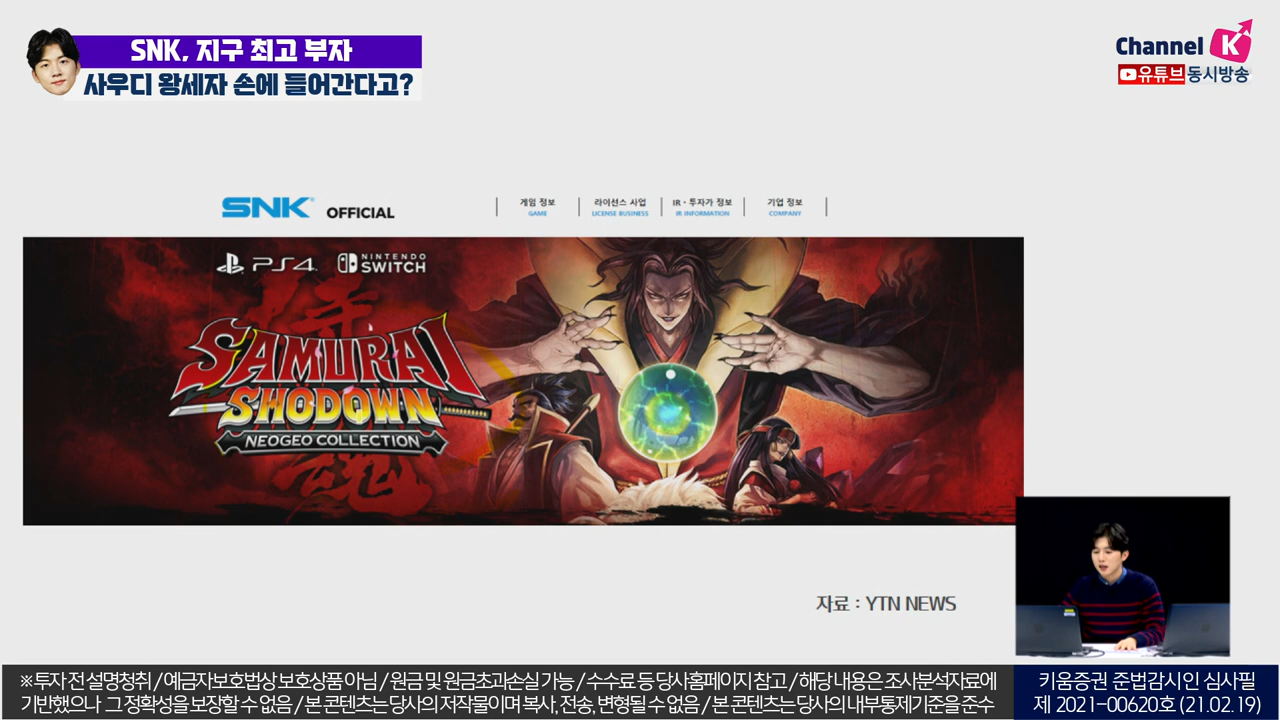 SNK, 지구 최고 부자
사우디 왕세자 손에 들어간다고?
Channel K
유튜브동시방송
SNK OFFICIAL
게임 정보
GAME
라이선스 사업
LICENSE BUSINESS
IR · 투자가 정보
IR INFORMATION
기업 정보
COMPANY
PS4 NINTENDO SWITCH
侍
SAMURAI
SHODOWN
NEOGEO COLLECTION
魂
자료 : YTN NEWS
※ 투자 전 설명청취 / 예금자보호법상 보호상품 아님 / 원금 및 원금초과손실 가능 / 수수료 등 당사홈페이지 참고 / 해당 내용은 조사분석자료에
기반했으나 그 정확성을 보장할 수 없음 / 본 콘텐츠는 당사의 저작물이며 복사, 전송, 변형될 수 없음 / 본 콘텐츠는 당사의 내부통제기준을 준수
키움증권 준법감시인 심사필
제 2021-00620호 (21.02.19)